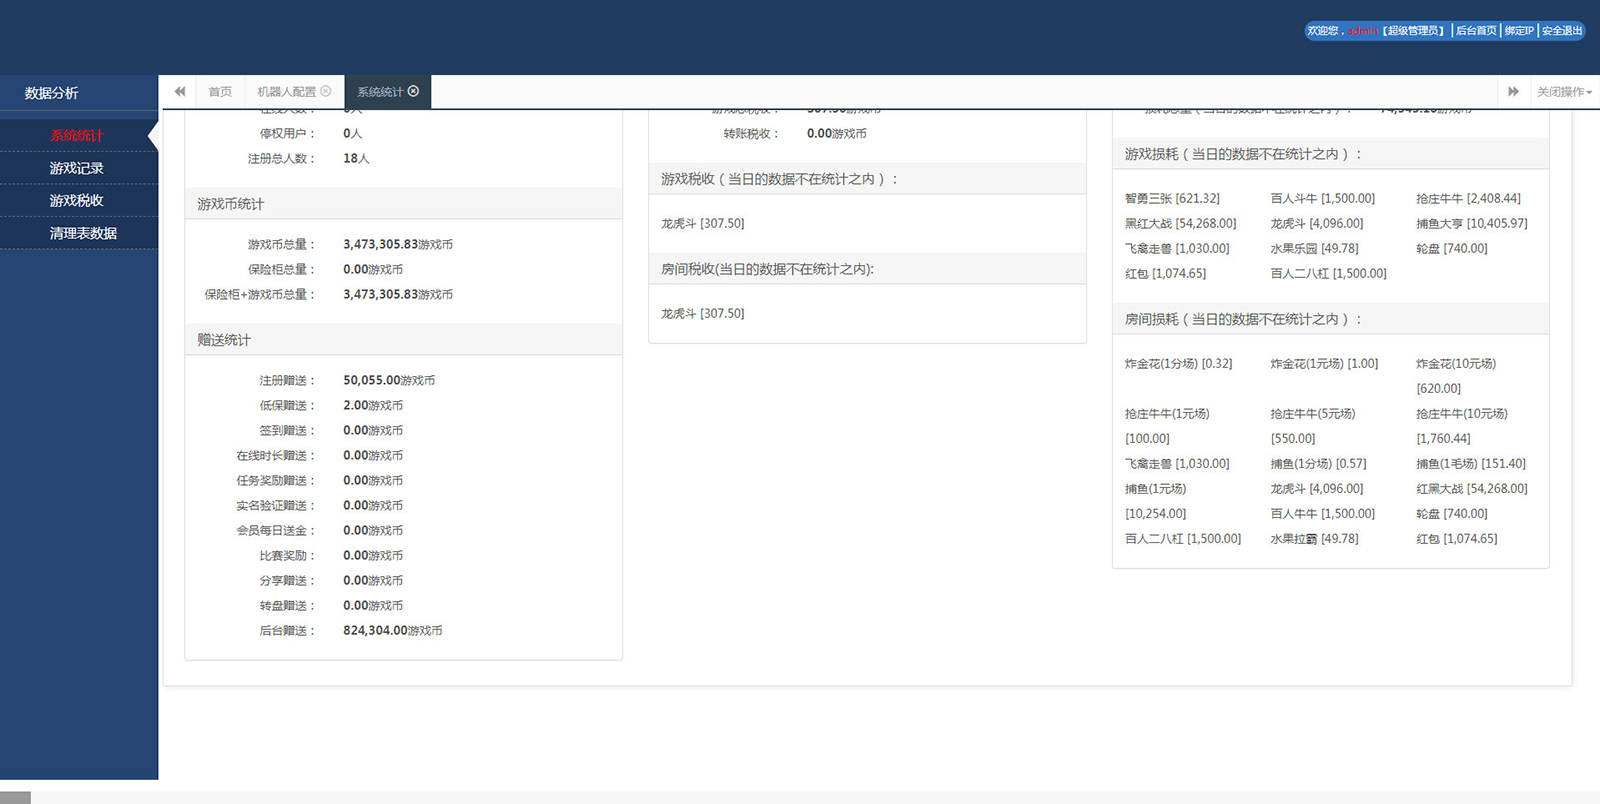 欢迎您，admin【超级管理员】 | 后台首页 | 绑定IP | 安全退出
数据分析
首页
机器人配置
系统统计
关闭操作
系统统计
游戏记录
游戏税收
清理表数据
在线人数： 0人
停权用户： 0人
注册总人数： 18人
游戏币统计
游戏币总量： 3,473,305.83游戏币
保险柜总量： 0.00游戏币
保险柜+游戏币总量： 3,473,305.83游戏币
赠送统计
注册赠送： 50,055.00游戏币
低保赠送： 2.00游戏币
签到赠送： 0.00游戏币
在线时长赠送： 0.00游戏币
任务奖励赠送： 0.00游戏币
实名验证赠送： 0.00游戏币
会员每日送金： 0.00游戏币
比赛奖励： 0.00游戏币
分享赠送： 0.00游戏币
转盘赠送： 0.00游戏币
后台赠送： 824,304.00游戏币
游戏总税收： 307.50游戏币
转账税收： 0.00游戏币
游戏税收（当日的数据不在统计之内）：
龙虎斗 [307.50]
房间税收(当日的数据不在统计之内):
龙虎斗 [307.50]
游戏损耗（当日的数据不在统计之内）：
智勇三张 [621.32] 百人斗牛 [1,500.00] 抢庄牛牛 [2,408.44]
黑红大战 [54,268.00] 龙虎斗 [4,096.00] 捕鱼大亨 [10,405.97]
飞禽走兽 [1,030.00] 水果乐园 [49.78] 轮盘 [740.00]
红包 [1,074.65] 百人二八杠 [1,500.00]
房间损耗（当日的数据不在统计之内）：
炸金花(1分场) [0.32] 炸金花(1元场) [1.00] 炸金花(10元场)
[620.00]
抢庄牛牛(1元场) 抢庄牛牛(5元场) 抢庄牛牛(10元场)
[100.00] [550.00] [1,760.44]
飞禽走兽 [1,030.00] 捕鱼(1分场) [0.57] 捕鱼(1毛场) [151.40]
捕鱼(1元场) 龙虎斗 [4,096.00] 红黑大战 [54,268.00]
[10,254.00] 百人牛牛 [1,500.00] 轮盘 [740.00]
百人二八杠 [1,500.00] 水果拉霸 [49.78] 红包 [1,074.65]